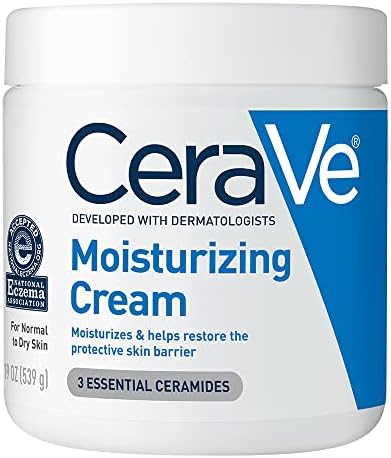 CeraVe®
DEVELOPED WITH DERMATOLOGISTS
ACCEPTED
NATIONAL
Eczema
ASSOCIATION
Moisturizing
Cream
For Normal
to Dry Skin
Moisturizes & helps restore the
protective skin barrier
OZ (539 g)
3 ESSENTIAL CERAMIDES